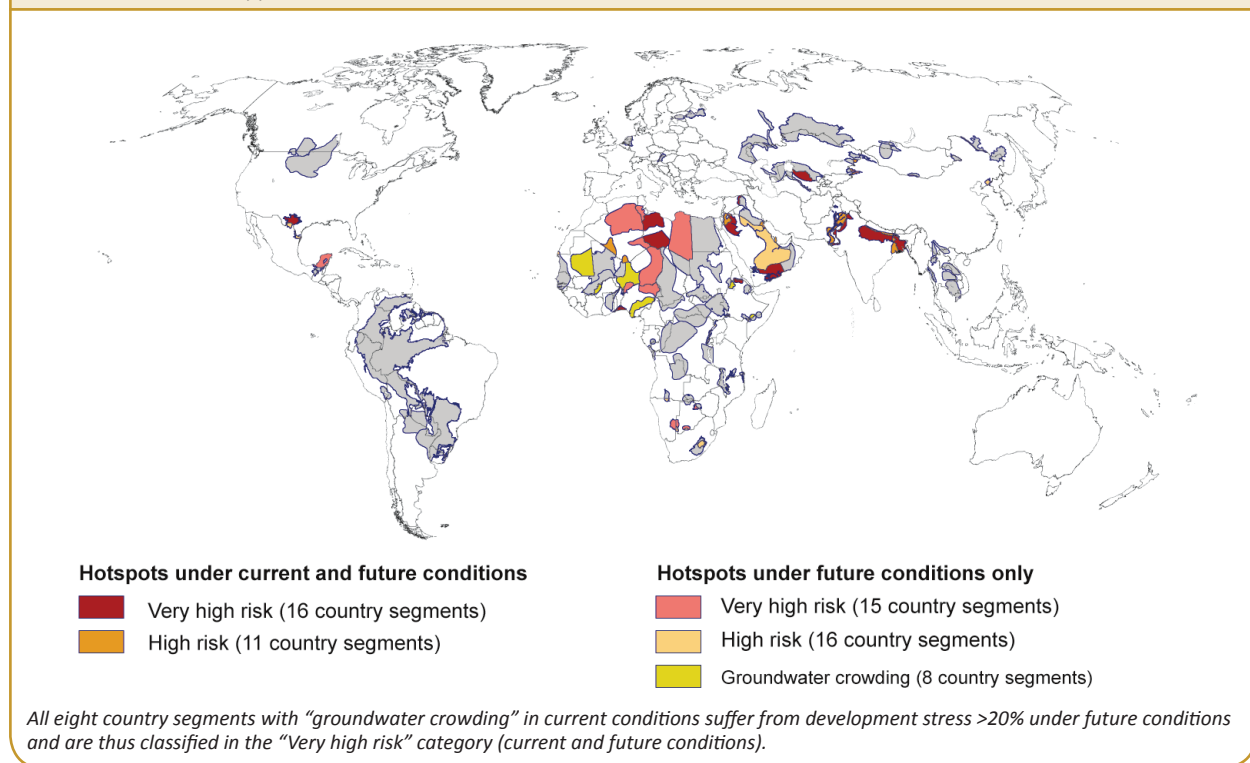 Hotspots under current and future conditions
Very high risk (16 country segments)
High risk (11 country segments)
Hotspots under future conditions only
Very high risk (15 country segments)
High risk (16 country segments)
Groundwater crowding (8 country segments)
All eight country segments with “groundwater crowding” in current conditions suffer from development stress >20% under future conditions
and are thus classified in the “Very high risk” category (current and future conditions).